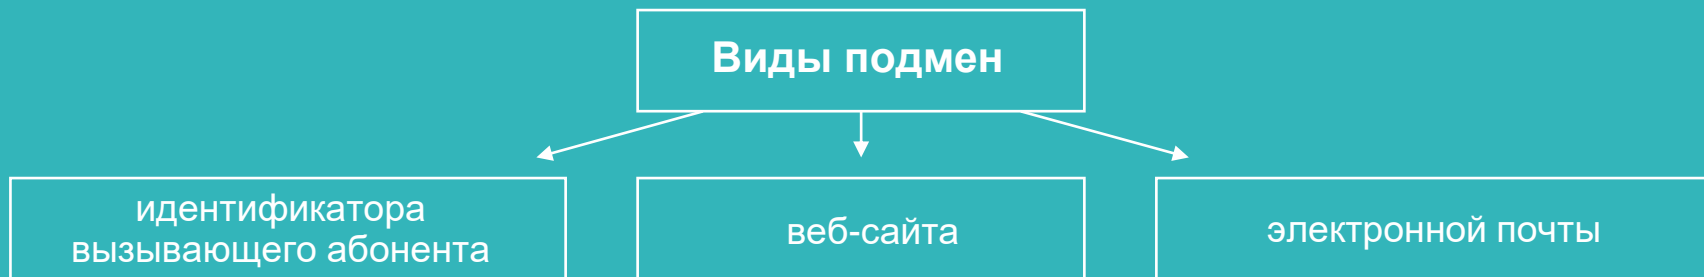 Виды подмен
идентификатора
вызывающего абонента
веб-сайта
электронной почты